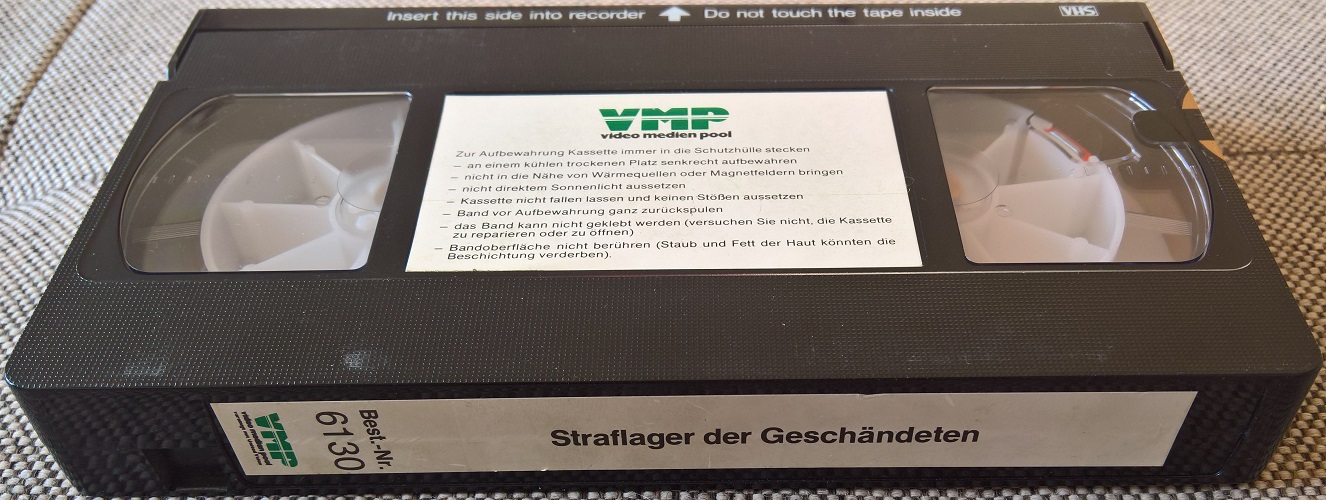 Insert this side into recorder Do not touch the tape inside VHS
VMP
video medien pool
Zur Aufbewahrung Kassette immer in die Schutzhülle stecken
– an einem kühlen trockenen Platz senkrecht aufbewahren
– nicht in die Nähe von Wärmequellen oder Magnetfeldern bringen
– nicht direktem Sonnenlicht aussetzen
– Kassette nicht fallen lassen und keinen Stößen aussetzen
– Band vor Aufbewahrung ganz zurückspulen
– das Band kann nicht geklebt werden (versuchen Sie nicht, die Kassette
zu reparieren oder zu öffnen)
– Bandoberfläche nicht berühren (Staub und Fett der Haut könnten die
Beschichtung verderben).
VMP
video medien pool
Best.-Nr.
6130
Straflager der Geschändeten